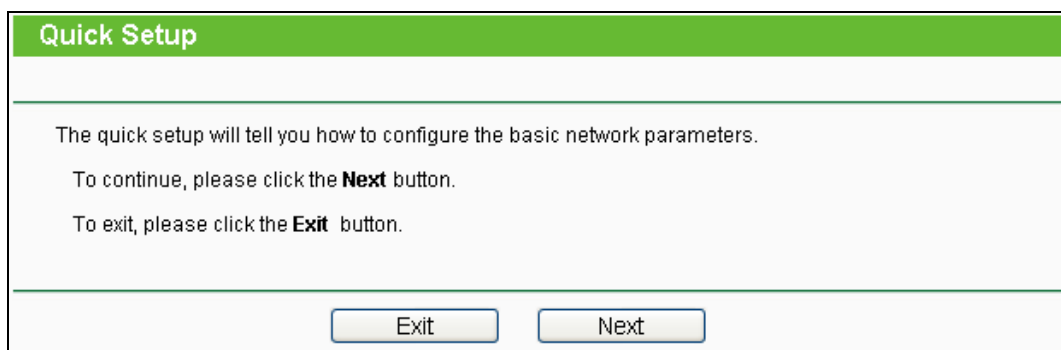 Quick Setup
The quick setup will tell you how to configure the basic network parameters.
To continue, please click the Next button.
To exit, please click the Exit button.
Exit Next